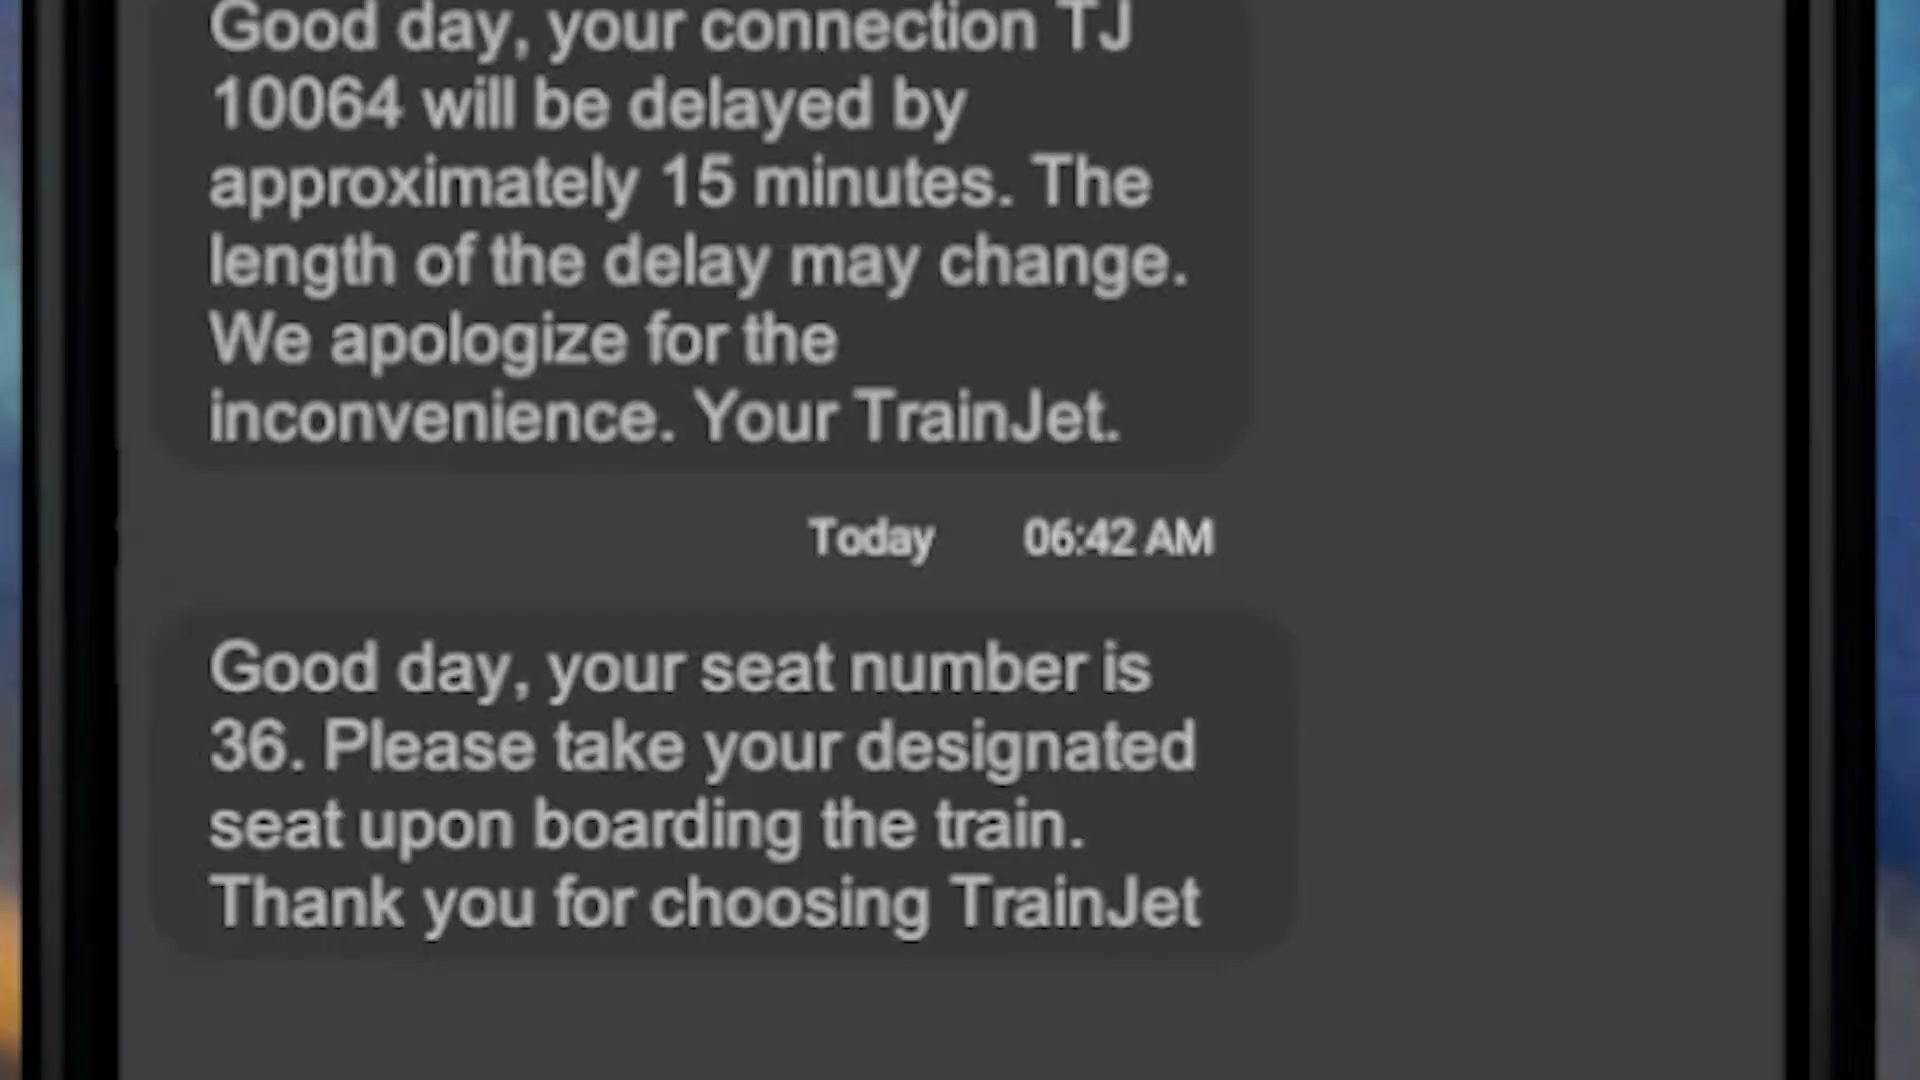 Good day, your connection TJ
10064 will be delayed by
approximately 15 minutes. The
length of the delay may change.
We apologize for the
inconvenience. Your TrainJet.
Today 06:42 AM
Good day, your seat number is
36. Please take your designated
seat upon boarding the train.
Thank you for choosing TrainJet